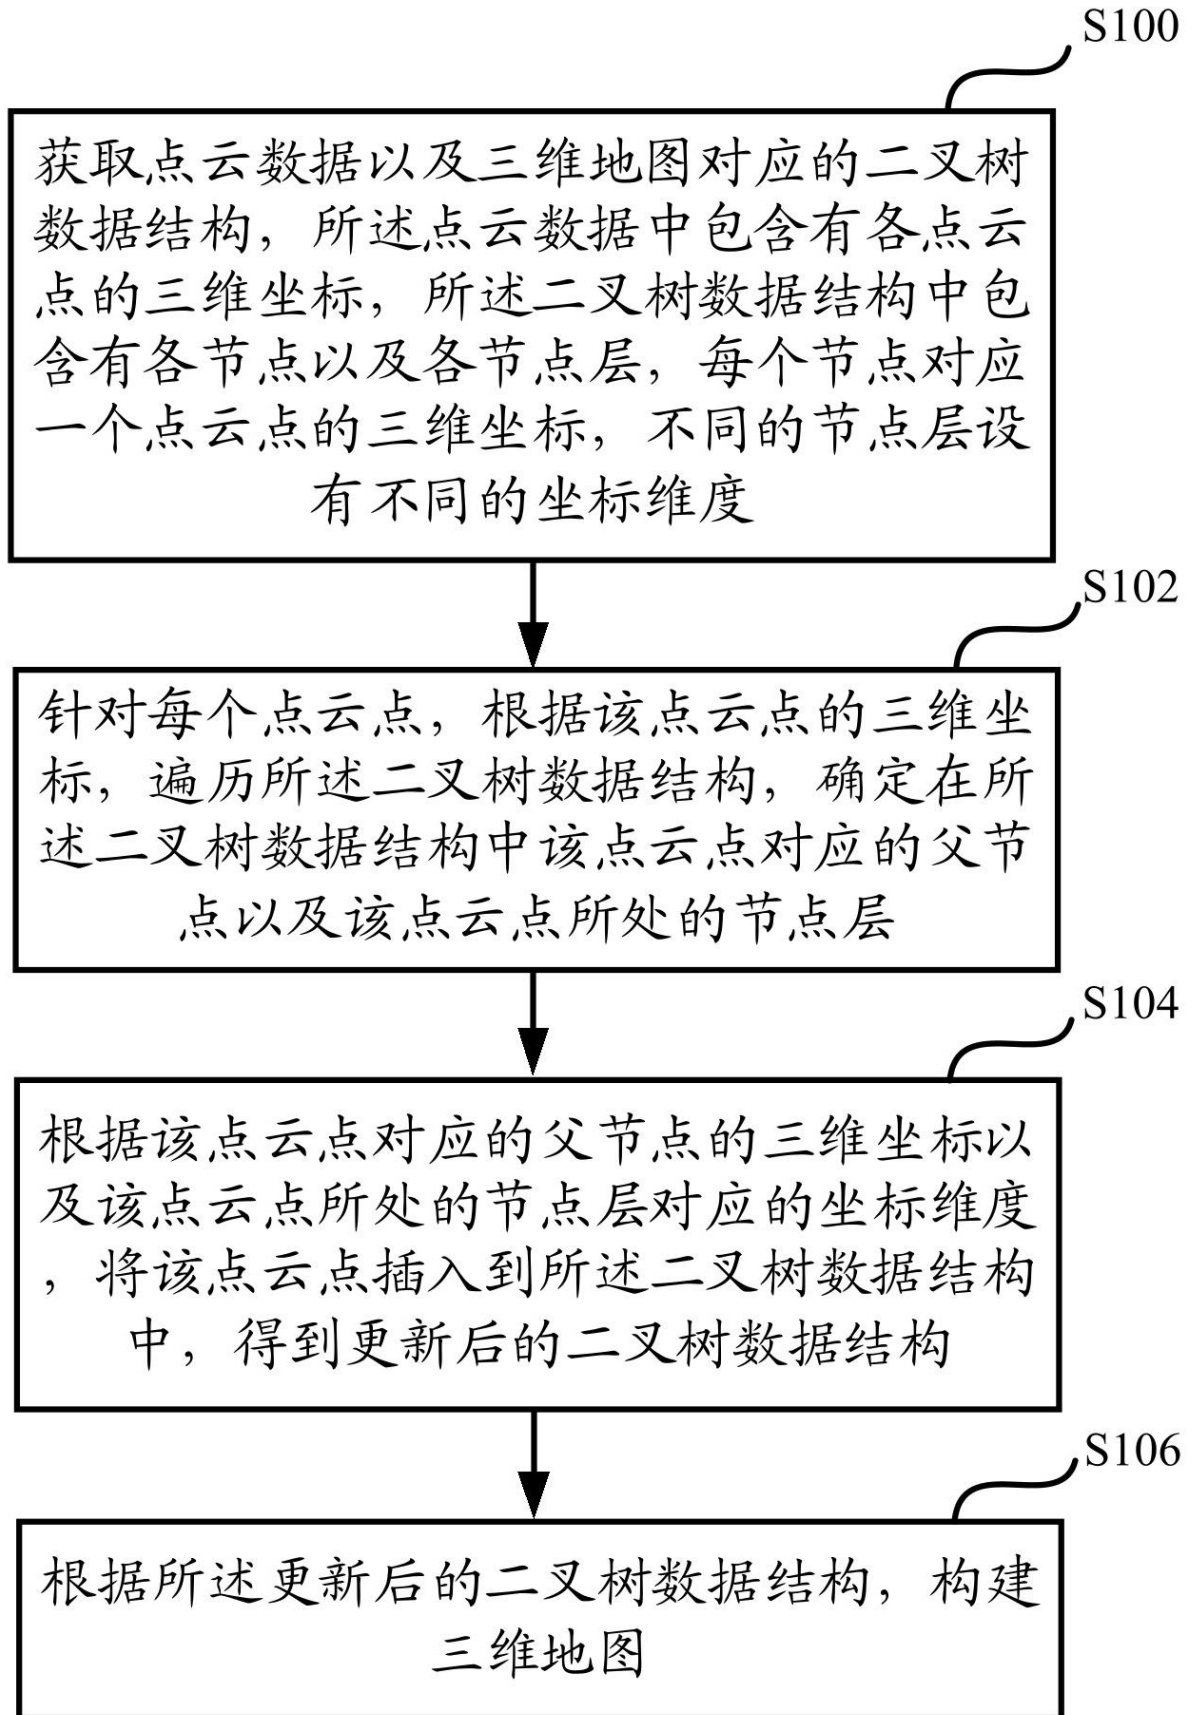 S100
获取点云数据以及三维地图对应的二叉树
数据结构，所述点云数据中包含有各点云
点的三维坐标，所述二叉树数据结构中包
含有各节点以及各节点层，每个节点对应
一个点云点的三维坐标，不同的节点层设
有不同的坐标维度
S102
针对每个点云点，根据该点云点的三维坐
标，遍历所述二叉树数据结构，确定在所
述二叉树数据结构中该点云点对应的父节
点以及该点云点所处的节点层
S104
根据该点云点对应的父节点的三维坐标以
及该点云点所处的节点层对应的坐标维度
，将该点云点插入到所述二叉树数据结构
中，得到更新后的二叉树数据结构
S106
根据所述更新后的二叉树数据结构，构建
三维地图